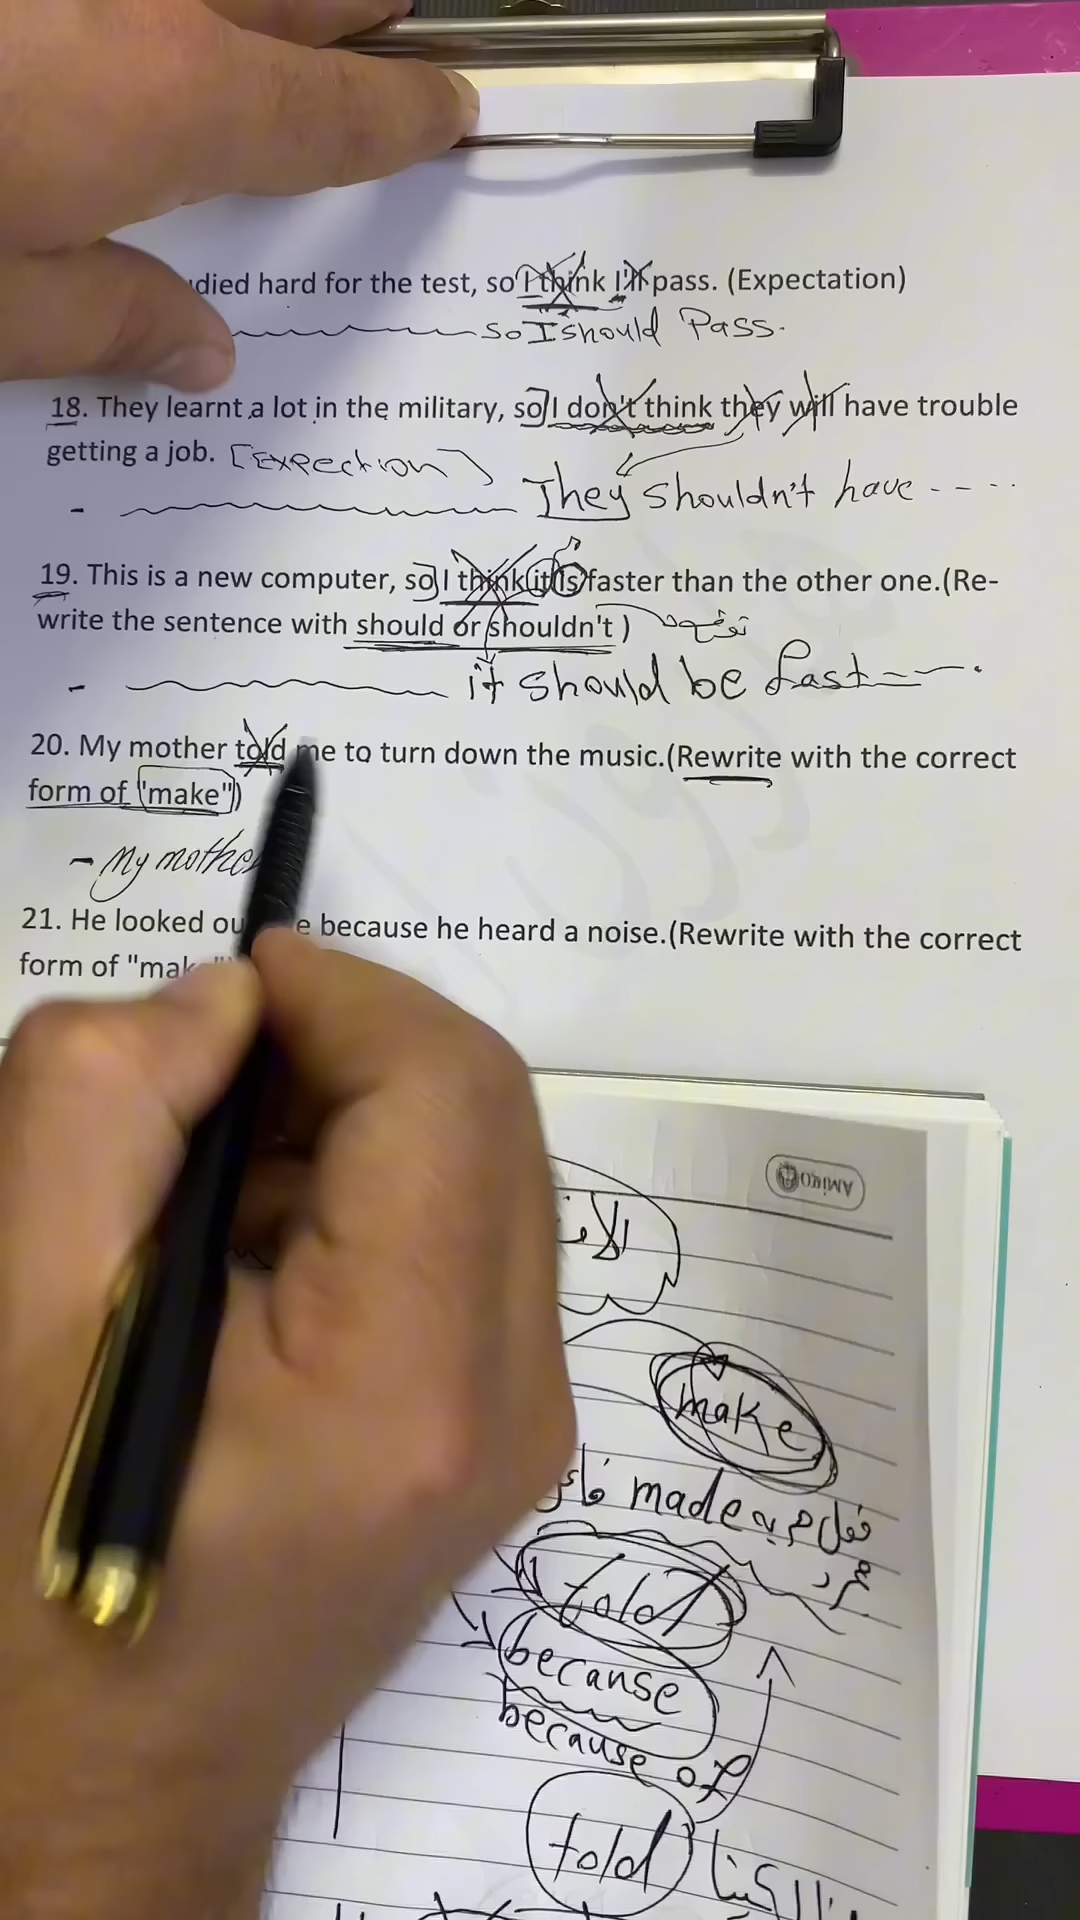 died hard for the test, so I think I'll pass. (Expectation)
so I should Pass.
18. They learnt a lot in the military, so I don't think they will have trouble
getting a job. [Expection]
- They shouldn't have ----
19. This is a new computer, so I think it is faster than the other one.(Re-
write the sentence with should or shouldn't )
- it should be fast
20. My mother told me to turn down the music.(Rewrite with the correct
form of "make")
- My mothe
21. He looked ou e because he heard a noise.(Rewrite with the correct
form of "mak
AMIGO
make
made
told
because
because of
told